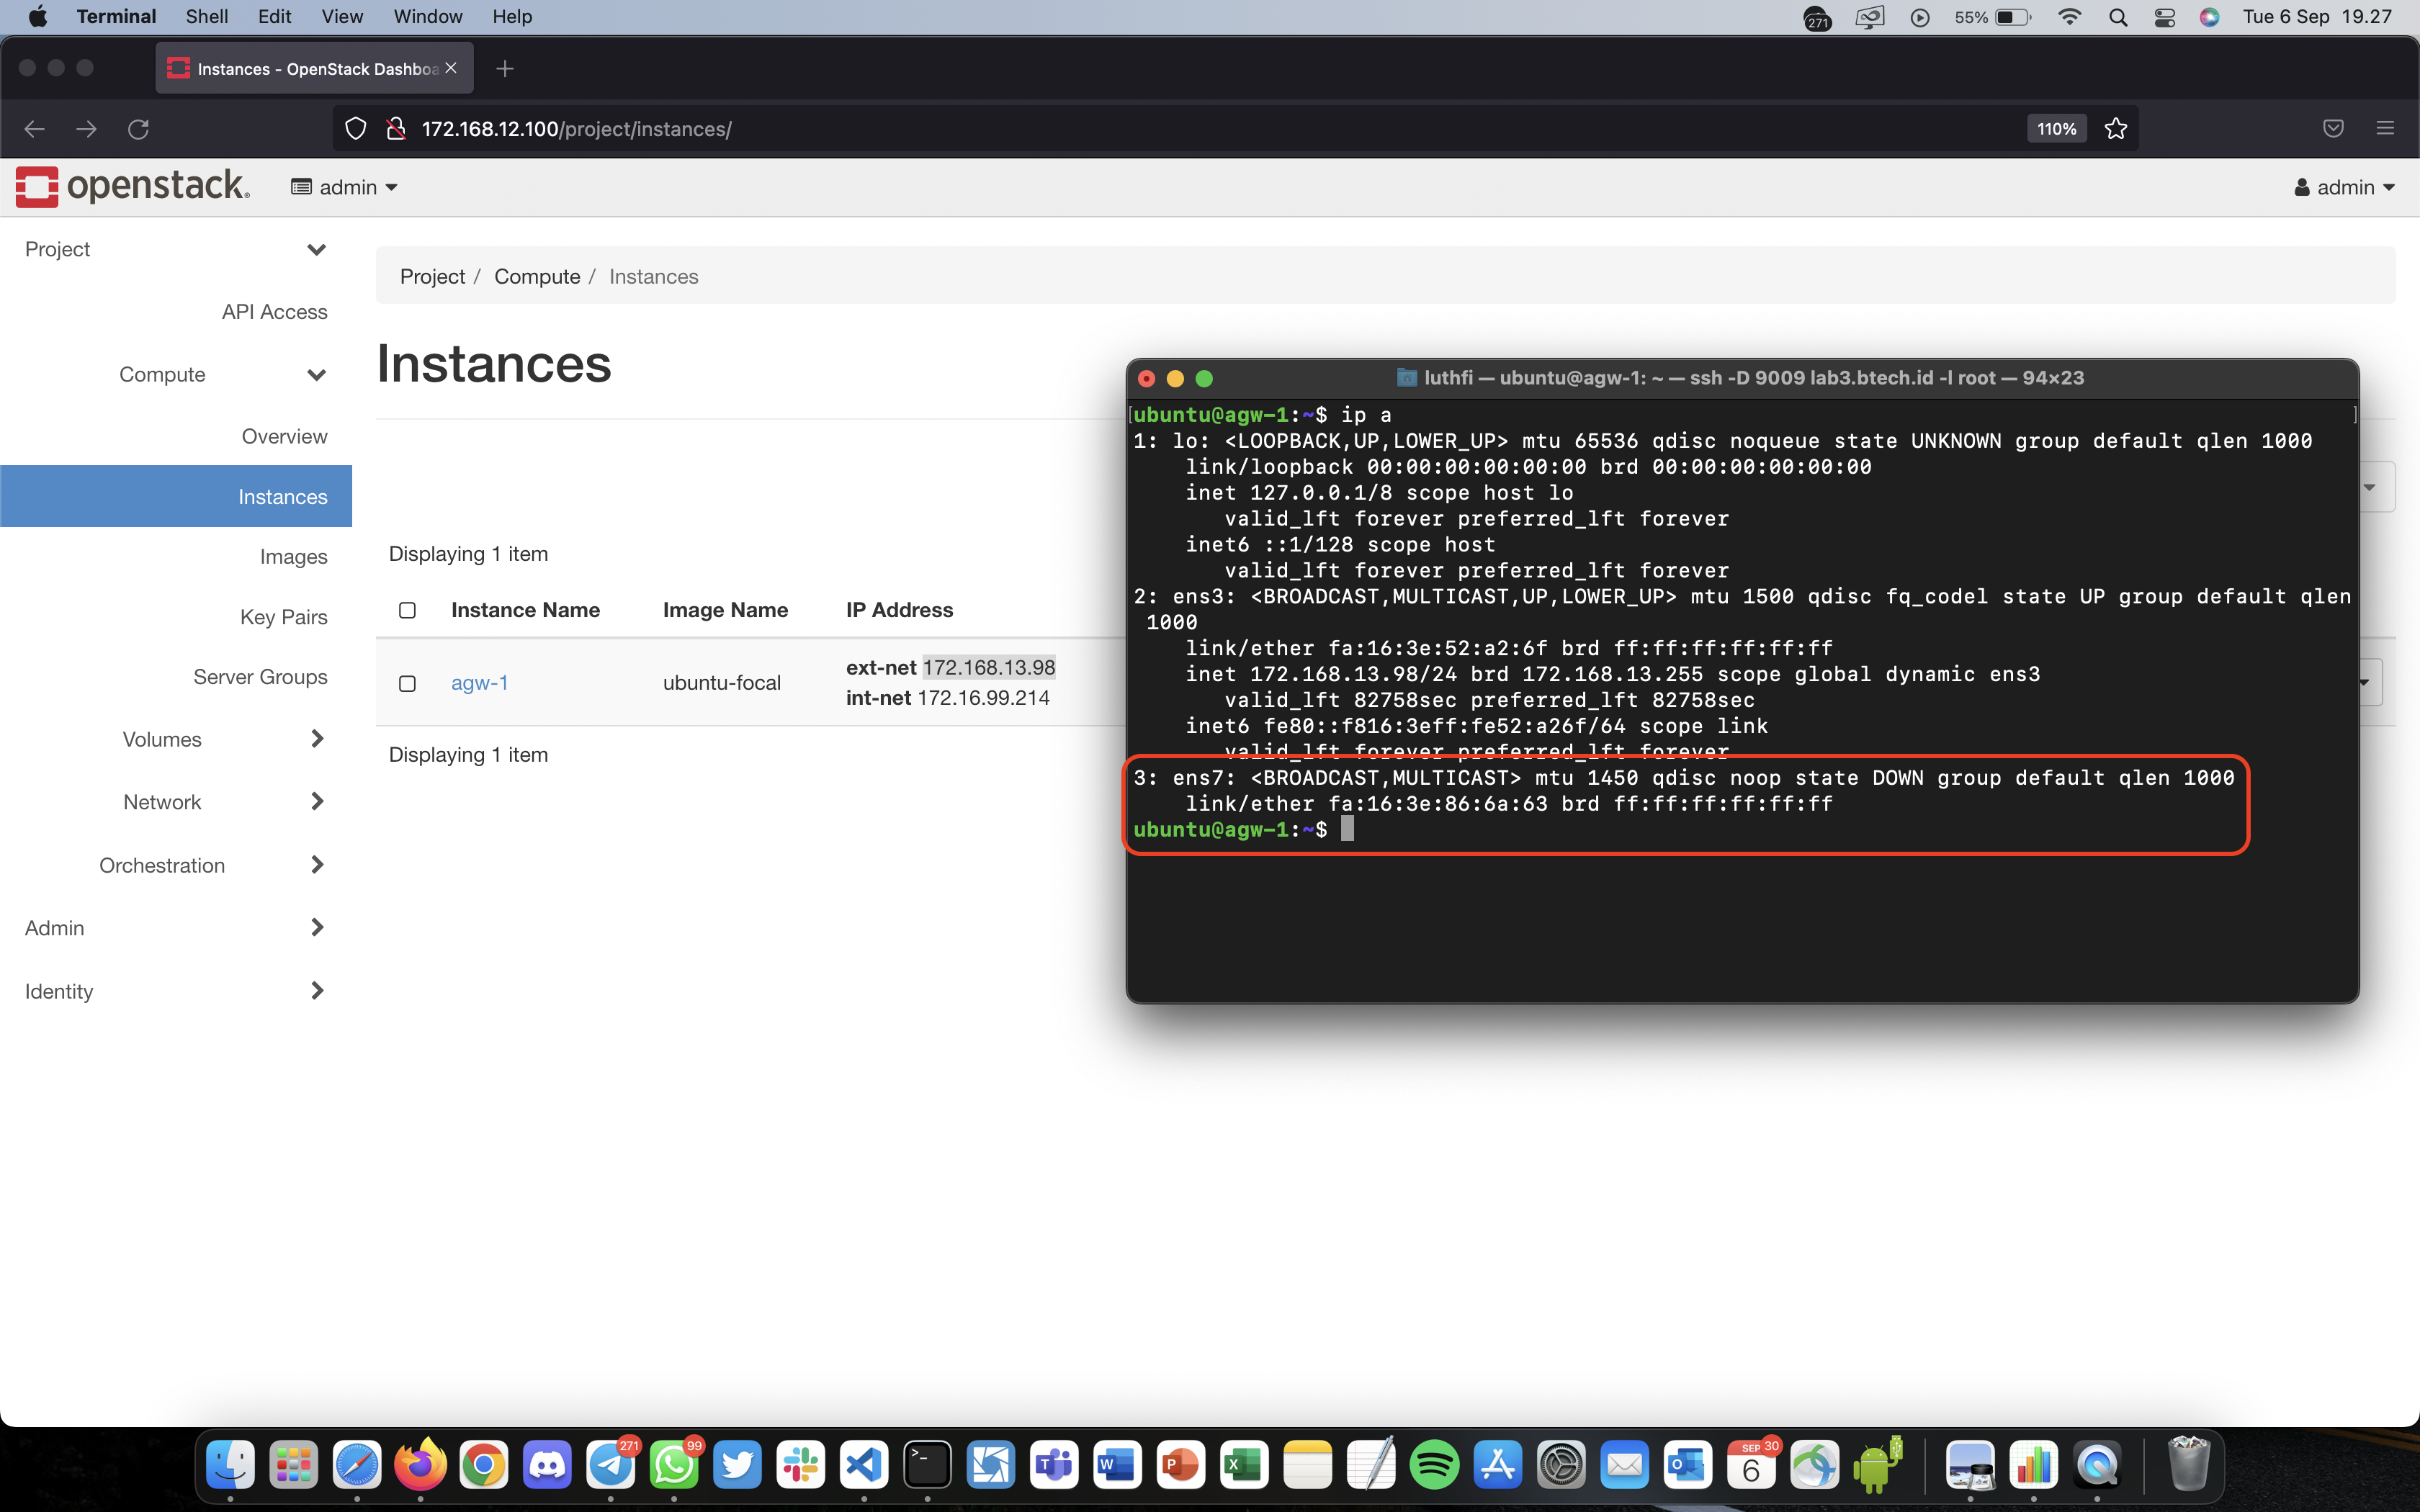 Terminal Shell Edit View Window Help
271 55% Tue 6 Sep 19.27
Instances - OpenStack Dashboa
172.168.12.100/project/instances/
110%
openstack.
admin
admin
Project
API Access
Compute
Overview
Instances
Images
Key Pairs
Server Groups
Volumes
Network
Orchestration
Admin
Identity
Project / Compute / Instances
Instances
Displaying 1 item
Instance Name Image Name IP Address
agw-1 ubuntu-focal
ext-net 172.168.13.98
int-net 172.16.99.214
Displaying 1 item
luthfi — ubuntu@agw-1: ~ — ssh -D 9009 lab3.btech.id -l root — 94×23
[ubuntu@agw-1:~$ ip a ]
1: lo: <LOOPBACK,UP,LOWER_UP> mtu 65536 qdisc noqueue state UNKNOWN group default qlen 1000
link/loopback 00:00:00:00:00:00 brd 00:00:00:00:00:00
inet 127.0.0.1/8 scope host lo
valid_lft forever preferred_lft forever
inet6 ::1/128 scope host
valid_lft forever preferred_lft forever
2: ens3: <BROADCAST,MULTICAST,UP,LOWER_UP> mtu 1500 qdisc fq_codel state UP group default qlen
1000
link/ether fa:16:3e:52:a2:6f brd ff:ff:ff:ff:ff:ff
inet 172.168.13.98/24 brd 172.168.13.255 scope global dynamic ens3
valid_lft 82758sec preferred_lft 82758sec
inet6 fe80::f816:3eff:fe52:a26f/64 scope link
valid_lft forever preferred_lft forever
3: ens7: <BROADCAST,MULTICAST> mtu 1450 qdisc noop state DOWN group default qlen 1000
link/ether fa:16:3e:86:6a:63 brd ff:ff:ff:ff:ff:ff
ubuntu@agw-1:~$
271
99
>_
T
W
P
X
O
SEP 30
6